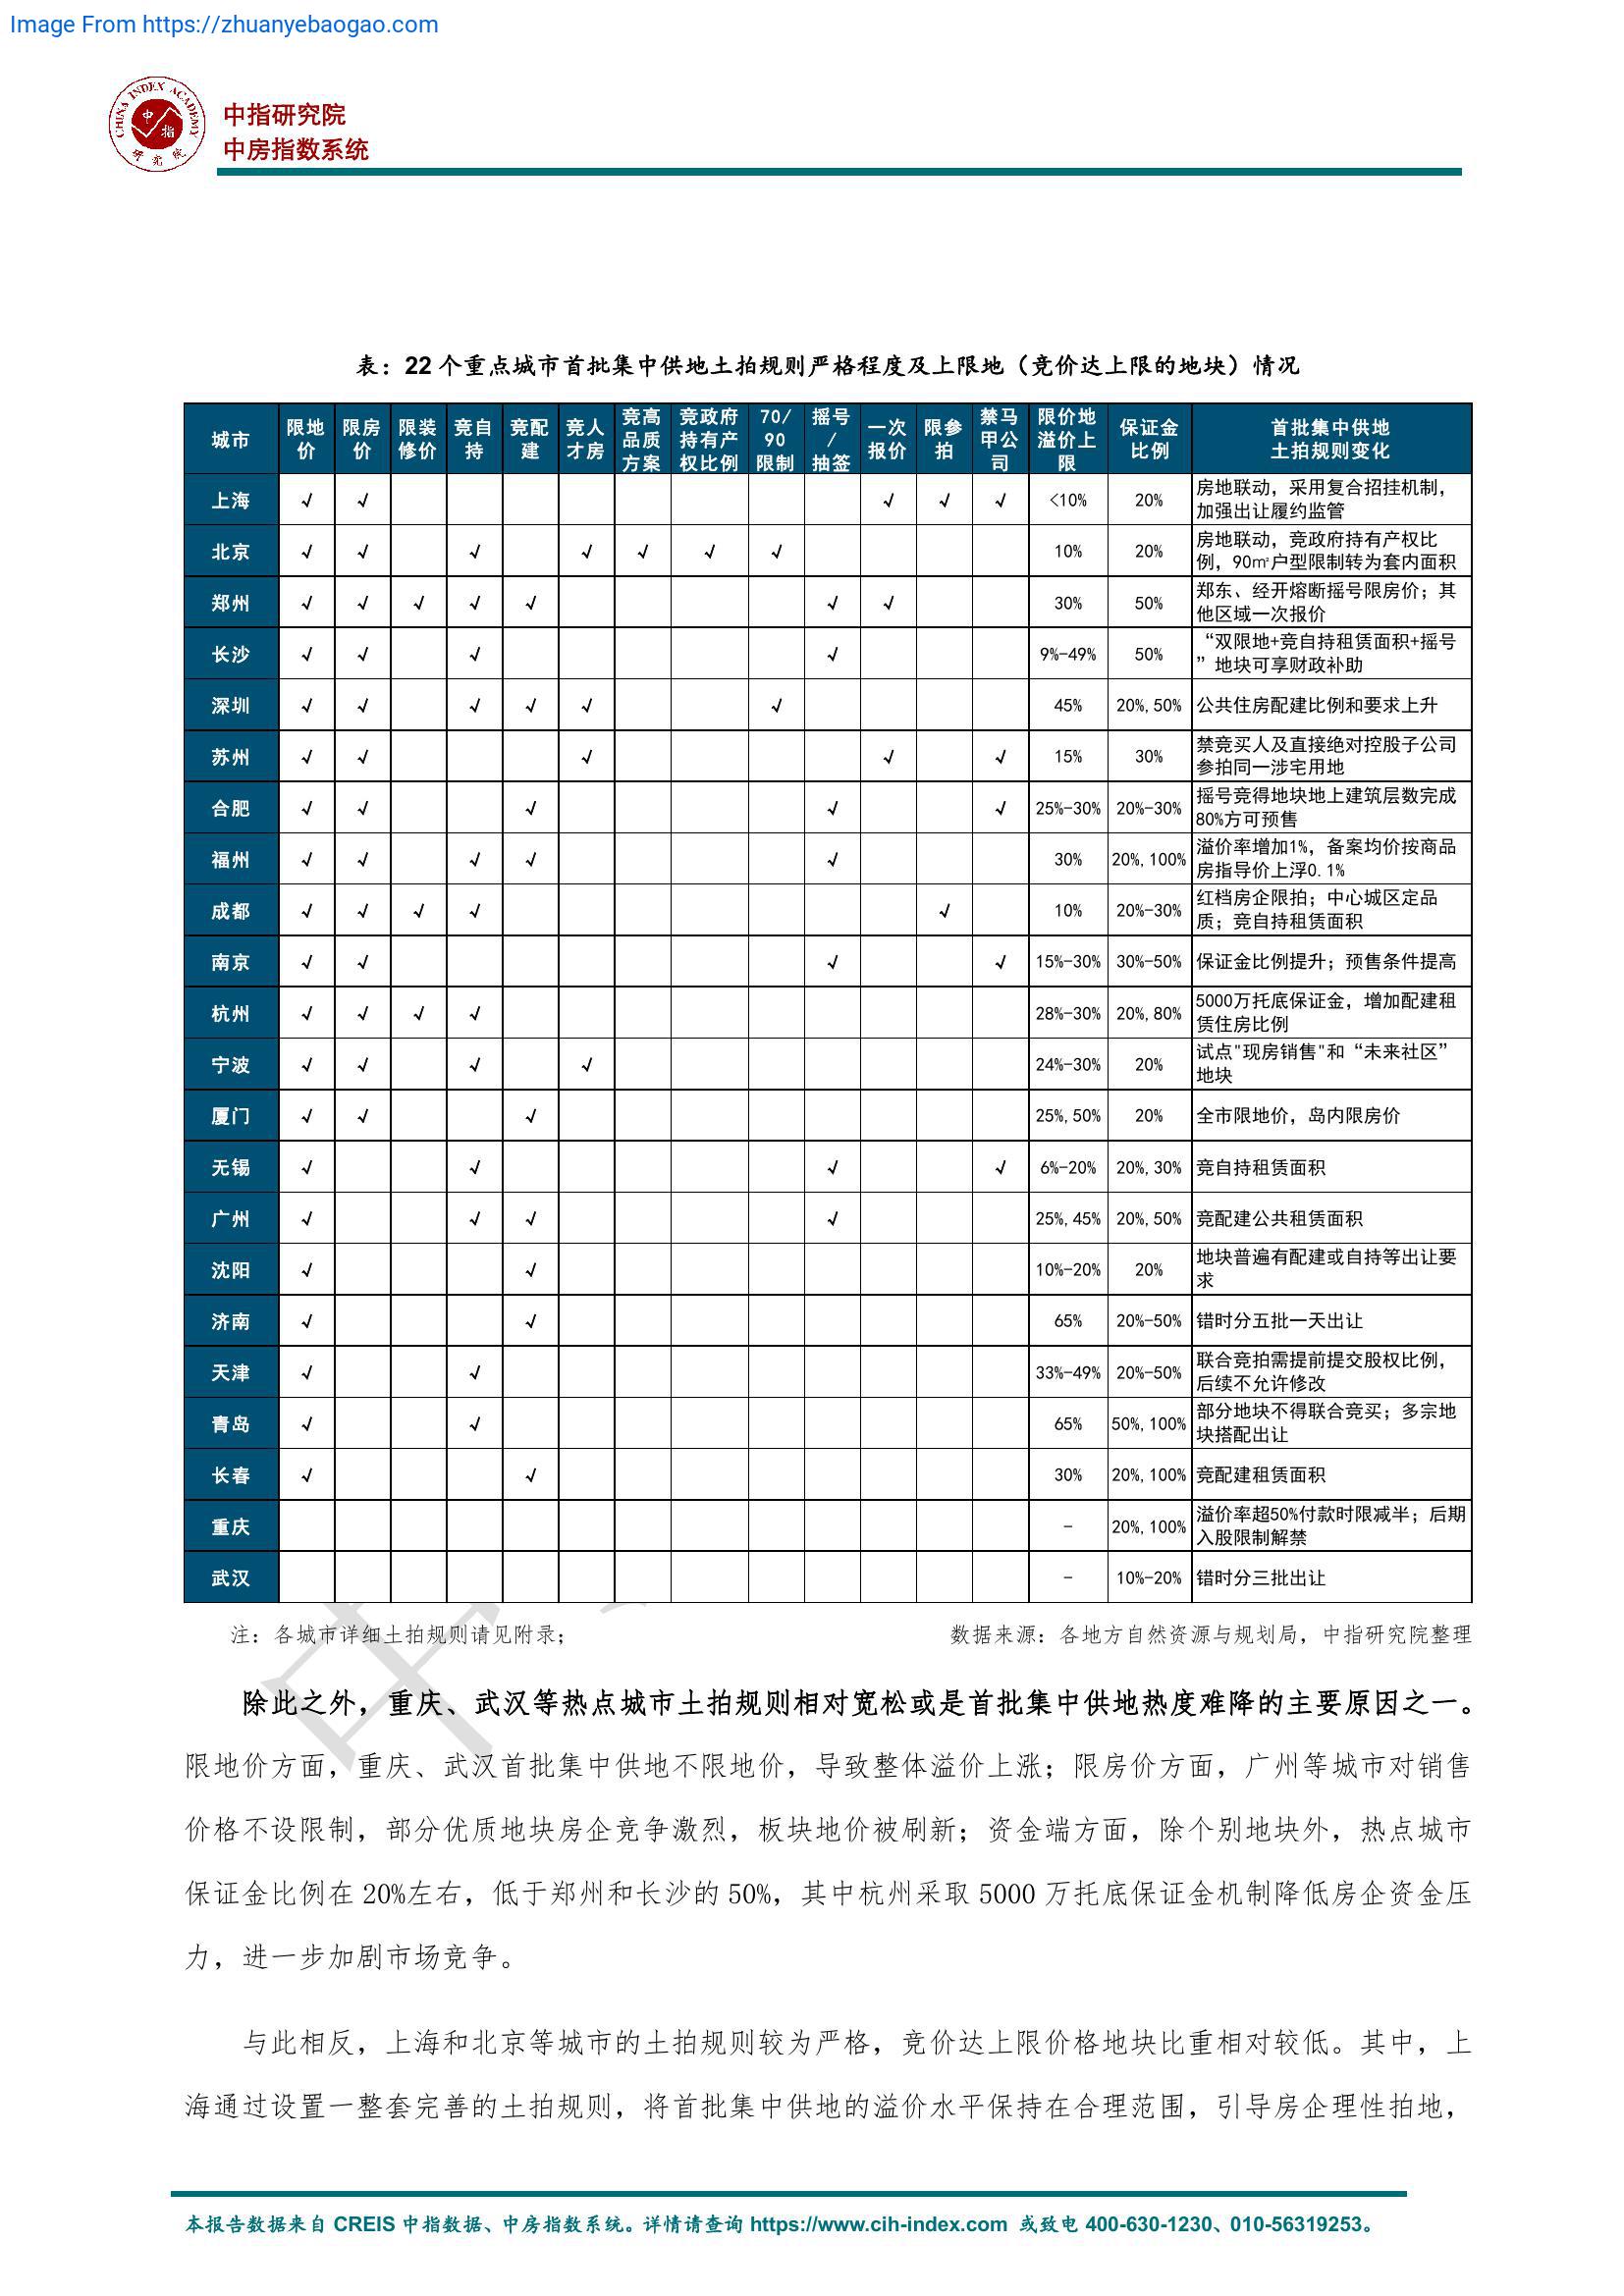 Image From https://zhuanyebaogao.com
CHINA INDEX ACADEMY
中指
研究院
中指研究院
中房指数系统
表：22 个重点城市首批集中供地土拍规则严格程度及上限地（竞价达上限的地块）情况
城市 限地价 限房价 限装修价 竞自持 竞配建 竞人才房 竞高品质方案 竞政府持有产权比例 70/90限制 摇号/抽签 一次报价 限参拍 禁马甲公司 限价地溢价上限 保证金比例 首批集中供地土拍规则变化
上海 √ √ √ √ √ <10% 20% 房地联动，采用复合招挂机制，加强出让履约监管
北京 √ √ √ √ √ √ √ 10% 20% 房地联动，竞政府持有产权比例，90㎡户型限制转为套内面积
郑州 √ √ √ √ √ √ √ 30% 50% 郑东、经开熔断摇号限房价；其他区域一次报价
长沙 √ √ √ √ 9%-49% 50% “双限地+竞自持租赁面积+摇号”地块可享财政补助
深圳 √ √ √ √ √ √ 45% 20%,50% 公共住房配建比例和要求上升
苏州 √ √ √ √ √ 15% 30% 禁竞买人及直接绝对控股子公司参拍同一涉宅用地
合肥 √ √ √ √ √ 25%-30% 20%-30% 摇号竞得地块地上建筑层数完成80%方可预售
福州 √ √ √ √ √ 30% 20%,100% 溢价率增加1%，备案均价按商品房指导价上浮0.1%
成都 √ √ √ √ √ 10% 20%-30% 红档房企限拍；中心城区定品质；竞自持租赁面积
南京 √ √ √ √ 15%-30% 30%-50% 保证金比例提升；预售条件提高
杭州 √ √ √ √ 28%-30% 20%,80% 5000万托底保证金，增加配建租赁住房比例
宁波 √ √ √ √ 24%-30% 20% 试点"现房销售"和“未来社区”地块
厦门 √ √ √ 25%,50% 20% 全市限地价，岛内限房价
无锡 √ √ √ √ 6%-20% 20%,30% 竞自持租赁面积
广州 √ √ √ √ 25%,45% 20%,50% 竞配建公共租赁面积
沈阳 √ √ 10%-20% 20% 地块普遍有配建或自持等出让要求
济南 √ √ 65% 20%-50% 错时分五批一天出让
天津 √ √ 33%-49% 20%-50% 联合竞拍需提前提交股权比例，后续不允许修改
青岛 √ √ 65% 50%,100% 部分地块不得联合竞买；多宗地块搭配出让
长春 √ √ 30% 20%,100% 竞配建租赁面积
重庆 - 20%,100% 溢价率超50%付款时限减半；后期入股限制解禁
武汉 - 10%-20% 错时分三批出让
注：各城市详细土拍规则请见附录； 数据来源：各地方自然资源与规划局，中指研究院整理
除此之外，重庆、武汉等热点城市土拍规则相对宽松或是首批集中供地热度难降的主要原因之一。
限地价方面，重庆、武汉首批集中供地不限地价，导致整体溢价上涨；限房价方面，广州等城市对销售
价格不设限制，部分优质地块房企竞争激烈，板块地价被刷新；资金端方面，除个别地块外，热点城市
保证金比例在 20%左右，低于郑州和长沙的 50%，其中杭州采取 5000 万托底保证金机制降低房企资金压
力，进一步加剧市场竞争。
与此相反，上海和北京等城市的土拍规则较为严格，竞价达上限价格地块比重相对较低。其中，上
海通过设置一整套完善的土拍规则，将首批集中供地的溢价水平保持在合理范围，引导房企理性拍地，
本报告数据来自 CREIS 中指数据、中房指数系统。详情请查询 https://www.cih-index.com 或致电 400-630-1230、010-56319253。